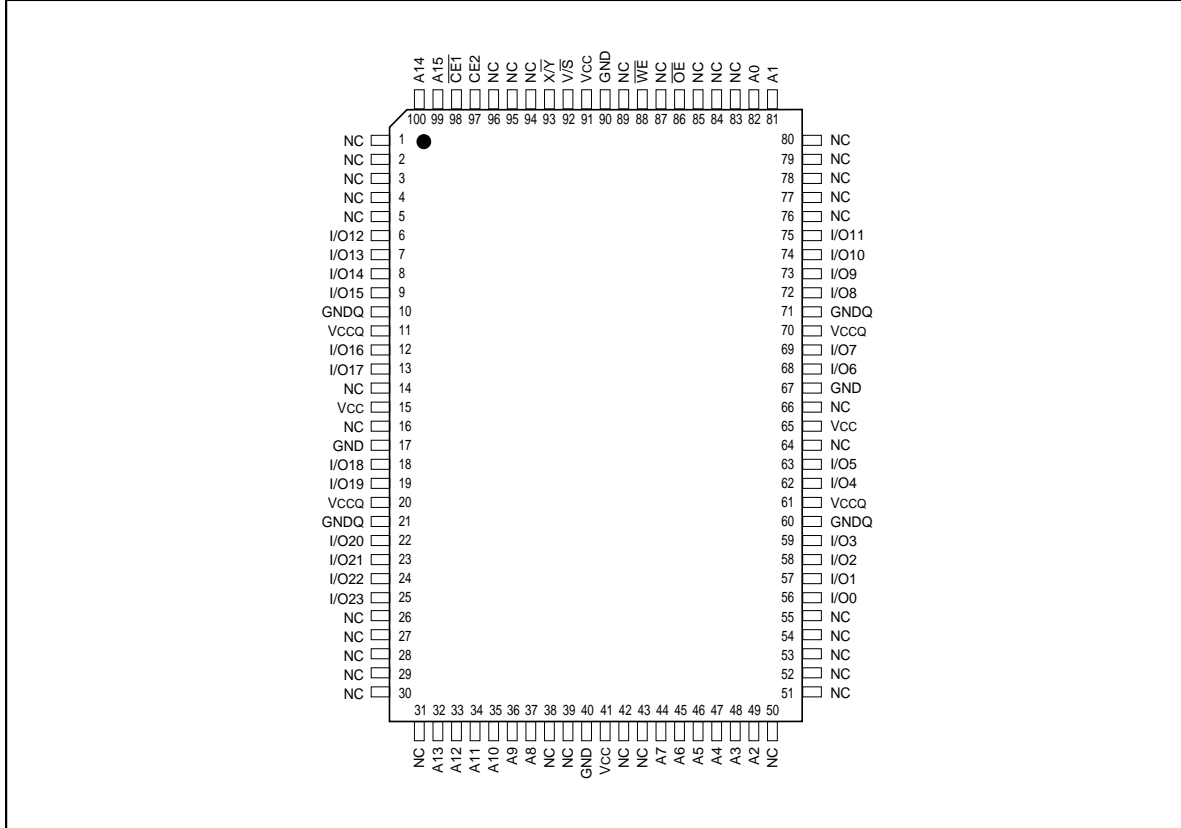 A14 A15 C̅E̅1̅ CE2 NC NC NC X/Y̅ V/S̅ VCC GND NC W̅E̅ NC O̅E̅ NC NC NC A0 A1
100 99 98 97 96 95 94 93 92 91 90 89 88 87 86 85 84 83 82 81
NC 1 80 NC
NC 2 79 NC
NC 3 78 NC
NC 4 77 NC
NC 5 76 NC
I/O12 6 75 I/O11
I/O13 7 74 I/O10
I/O14 8 73 I/O9
I/O15 9 72 I/O8
GNDQ 10 71 GNDQ
VCCQ 11 70 VCCQ
I/O16 12 69 I/O7
I/O17 13 68 I/O6
NC 14 67 GND
VCC 15 66 NC
NC 16 65 VCC
GND 17 64 NC
I/O18 18 63 I/O5
I/O19 19 62 I/O4
VCCQ 20 61 VCCQ
GNDQ 21 60 GNDQ
I/O20 22 59 I/O3
I/O21 23 58 I/O2
I/O22 24 57 I/O1
I/O23 25 56 I/O0
NC 26 55 NC
NC 27 54 NC
NC 28 53 NC
NC 29 52 NC
NC 30 51 NC
31 32 33 34 35 36 37 38 39 40 41 42 43 44 45 46 47 48 49 50
NC A13 A12 A11 A10 A9 A8 NC NC GND VCC NC NC A7 A6 A5 A4 A3 A2 NC